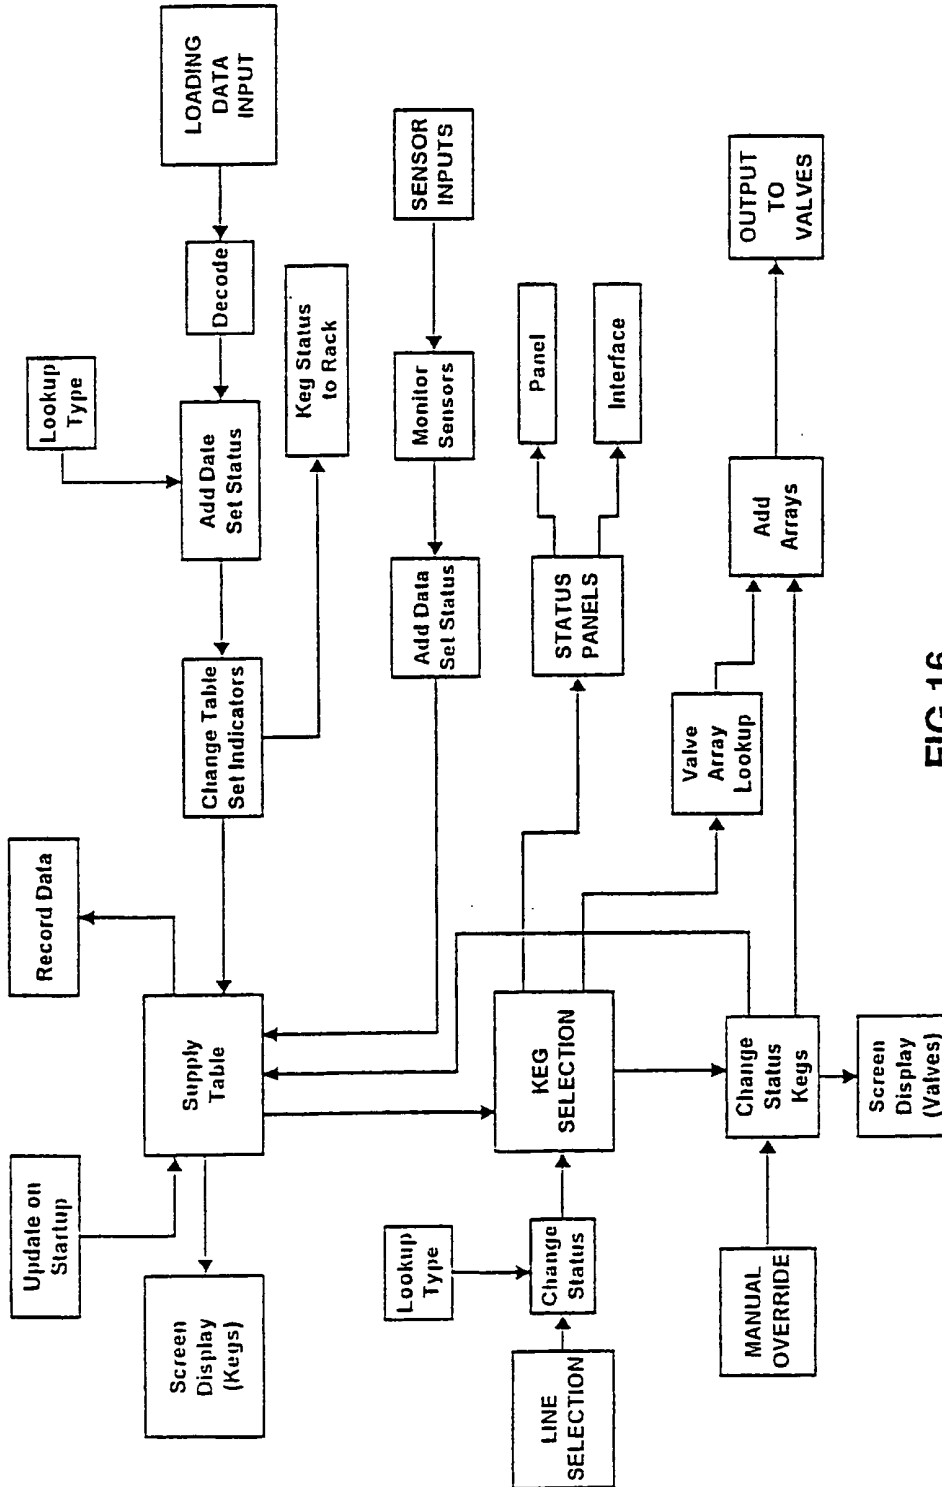 LOADING
DATA
INPUT
Decode
Lookup
Type
Add Date
Set Status
Keg Status
to Rack
Change Table
Set Indicators
Record Data
Supply
Table
Update on
Startup
Screen
Display
(Kegs)
SENSOR
INPUTS
Monitor
Sensors
Add Data
Set Status
Panel
Interface
STATUS
PANELS
KEG
SELECTION
Lookup
Type
Change
Status
LINE
SELECTION
OUTPUT
TO
VALVES
Add
Arrays
Valve
Array
Lookup
Change
Status
Kegs
MANUAL
OVERRIDE
Screen
Display
(Valves)
FIG 16